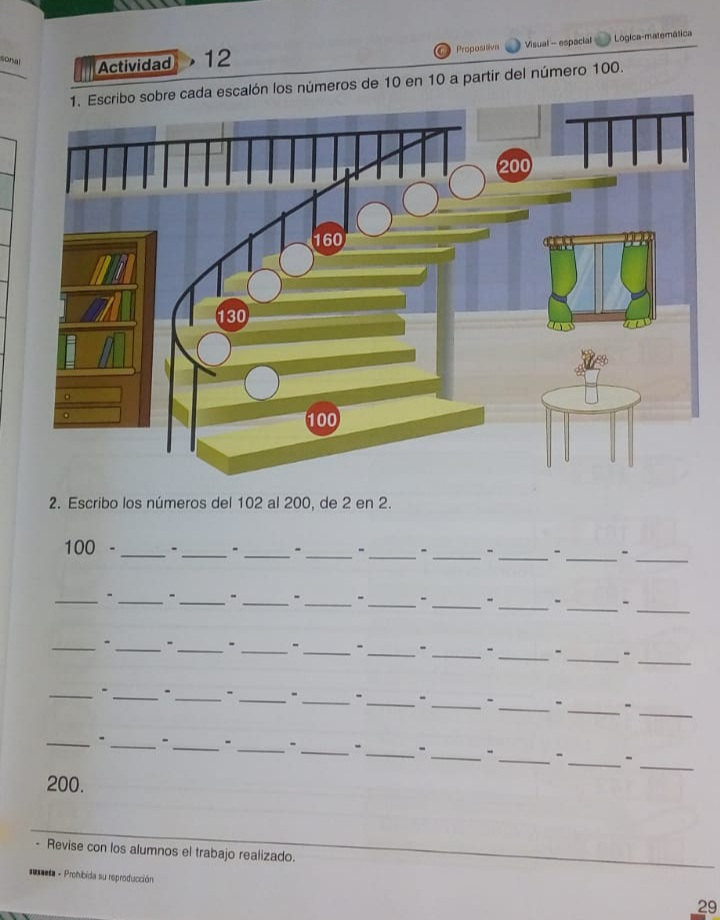 sonal
Actividad 12
Propositiva Visual - espacial Lógica-matemática
1. Escribo sobre cada escalón los números de 10 en 10 a partir del número 100.
200
160
130
100
2. Escribo los números del 102 al 200, de 2 en 2.
100 - ____ - ____ - ____ - ____ - ____ - ____ - ____ - ____ - ____
____ - ____ - ____ - ____ - ____ - ____ - ____ - ____ - ____ - ____
____ - ____ - ____ - ____ - ____ - ____ - ____ - ____ - ____ - ____
____ - ____ - ____ - ____ - ____ - ____ - ____ - ____ - ____ - ____
____ - ____ - ____ - ____ - ____ - ____ - ____ - ____ - ____ - ____
200.
- Revise con los alumnos el trabajo realizado.
susaeta - Prohibida su reproducción
29